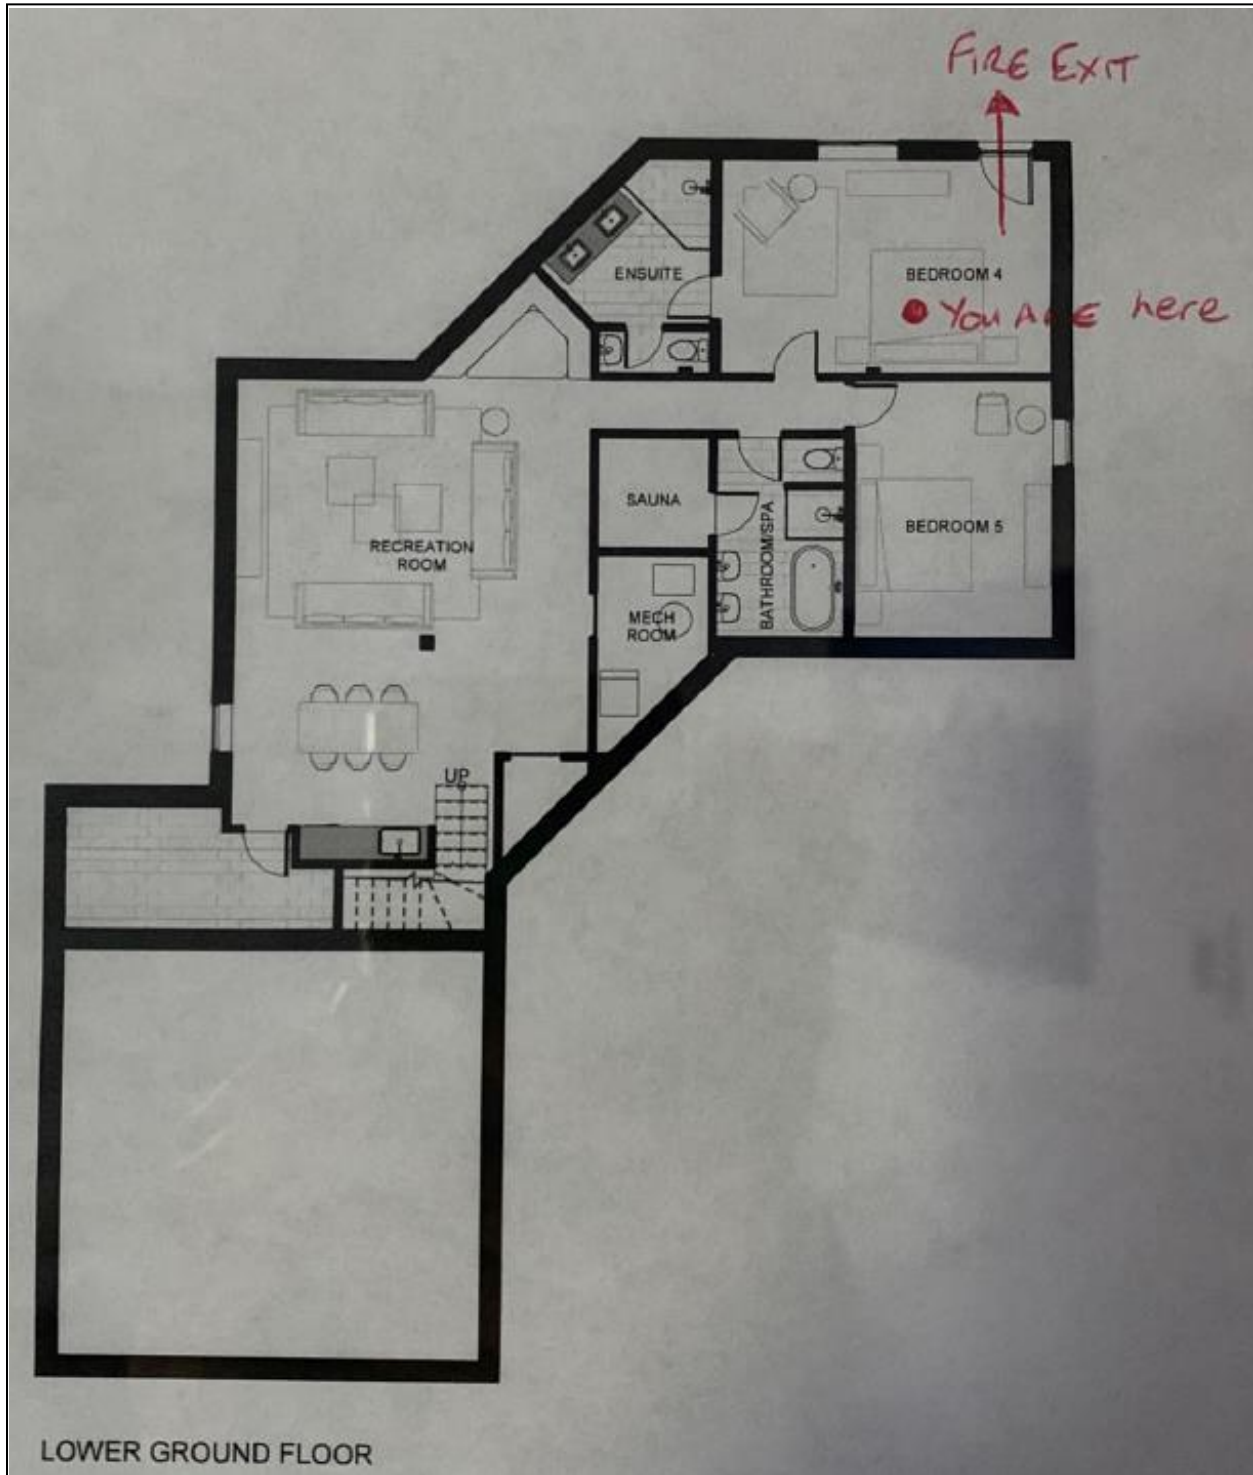 FIRE EXIT
ENSUITE
BEDROOM 4
YOU ARE here
SAUNA
BEDROOM 5
RECREATION
ROOM
BATHROOM/SPA
MECH
ROOM
UP
LOWER GROUND FLOOR